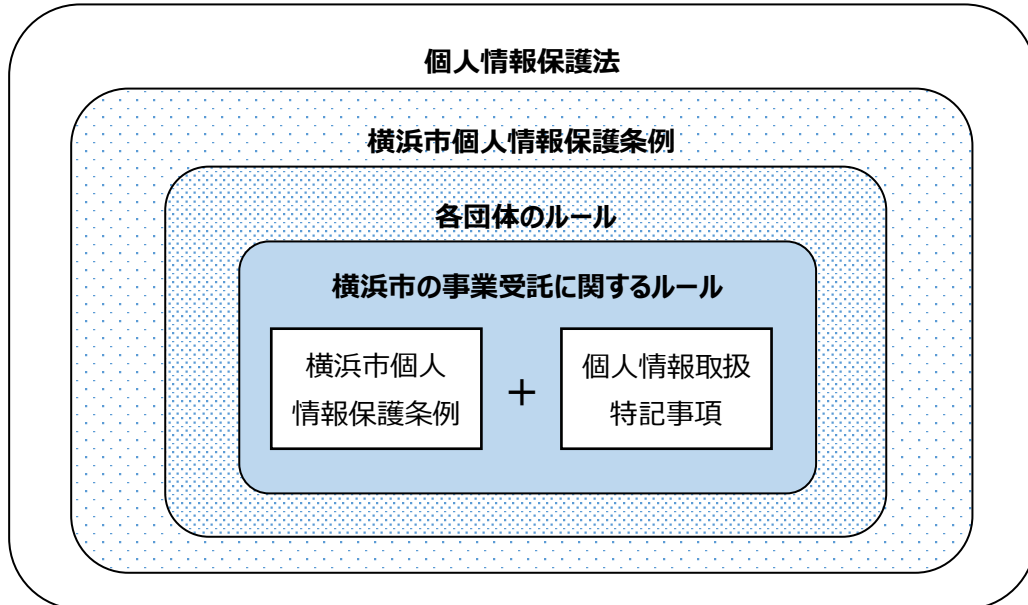 個人情報保護法
横浜市個人情報保護条例
各団体のルール
横浜市の事業受託に関するルール
横浜市個人
情報保護条例
＋
個人情報取扱
特記事項